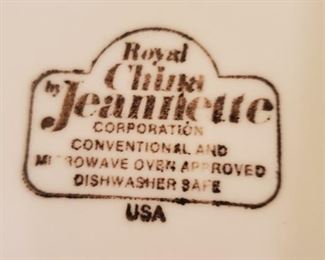 Royal
China
by Jeannette
CORPORATION
CONVENTIONAL AND
MICROWAVE OVEN APPROVED
DISHWASHER SAFE
USA